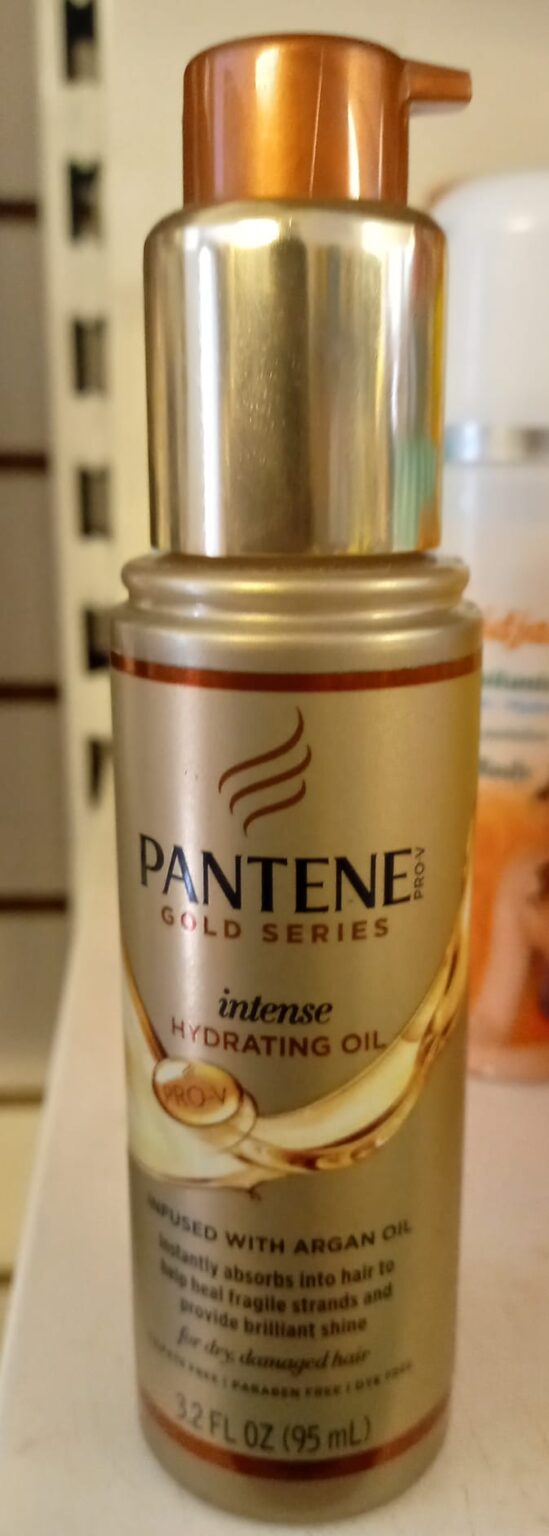 PANTENE PRO-V
GOLD SERIES
intense
HYDRATING OIL
PRO-V
INFUSED WITH ARGAN OIL
instantly absorbs into hair to
help heal fragile strands and
provide brilliant shine
for dry, damaged hair
FREE | PARABEN FREE | DYE FREE
3.2 FL OZ (95 mL)